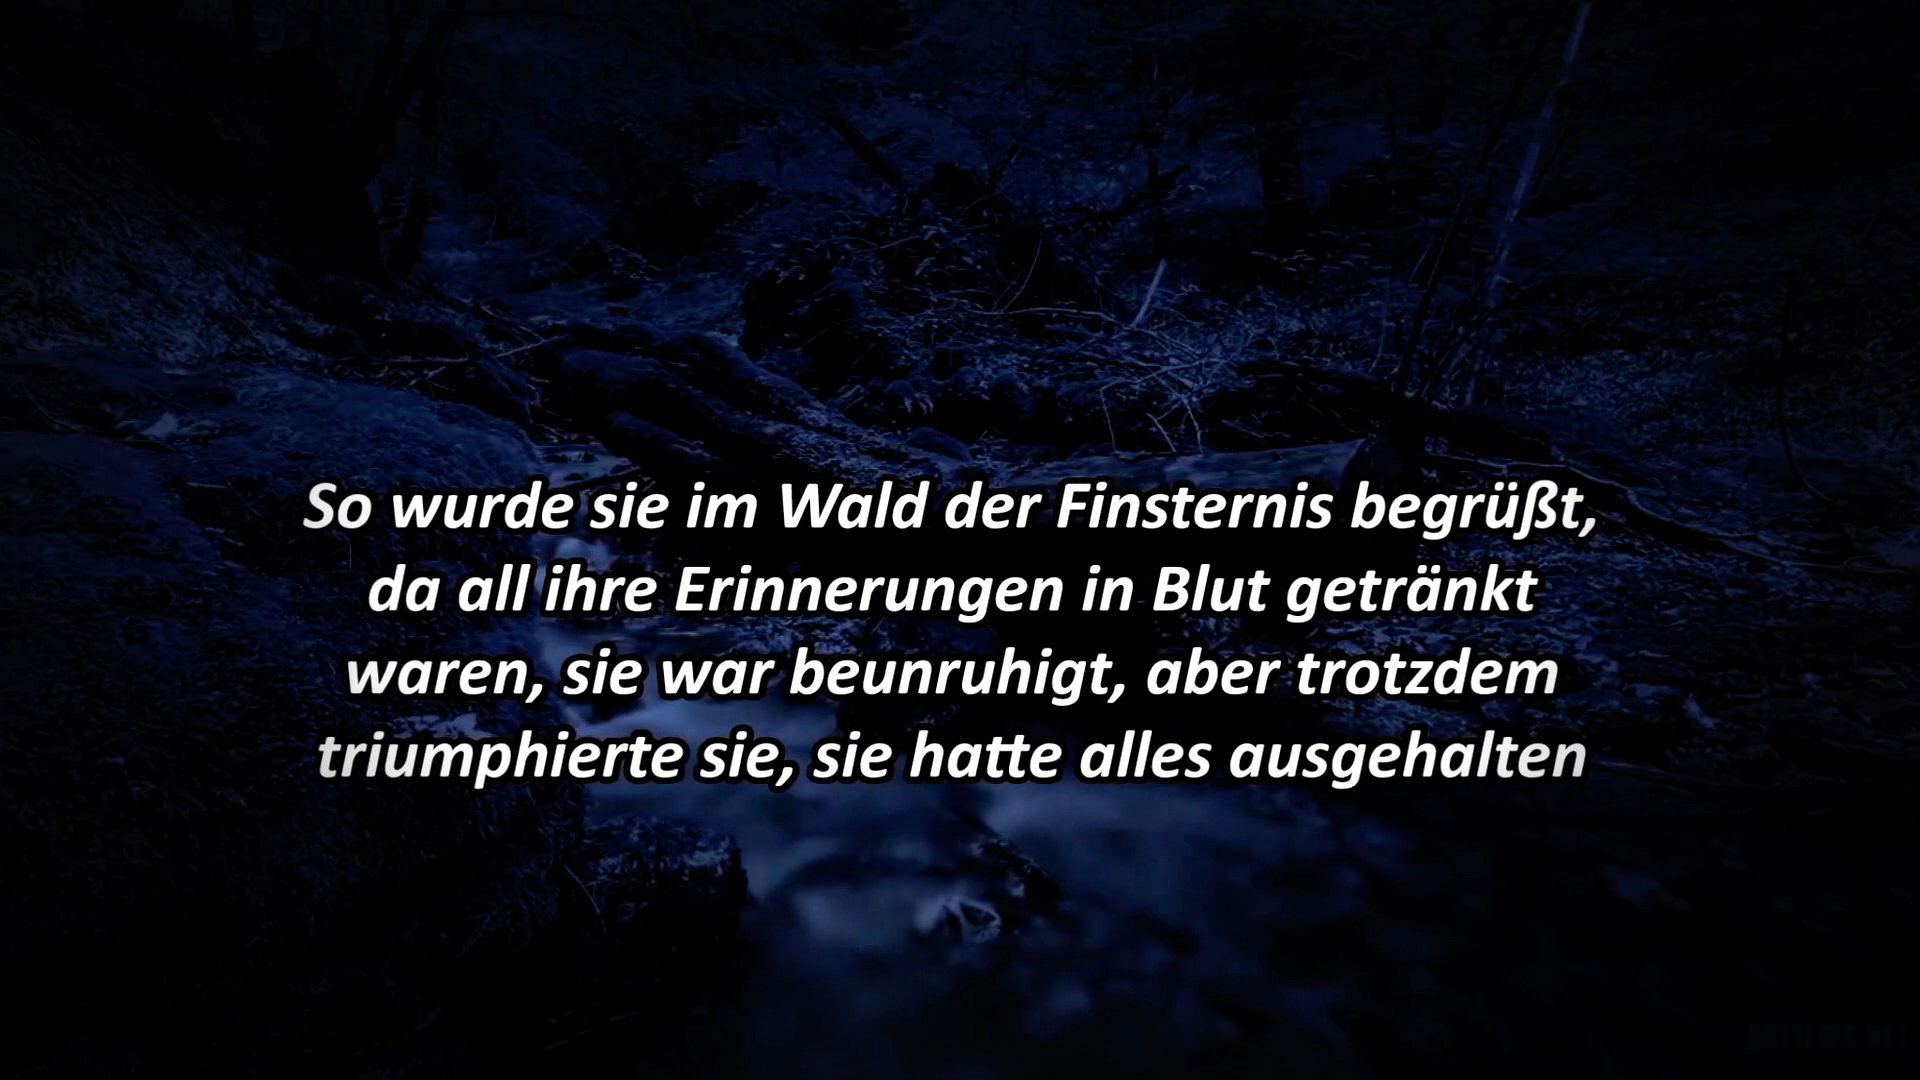 So wurde sie im Wald der Finsternis begrüßt,
da all ihre Erinnerungen in Blut getränkt
waren, sie war beunruhigt, aber trotzdem
triumphierte sie, sie hatte alles ausgehalten